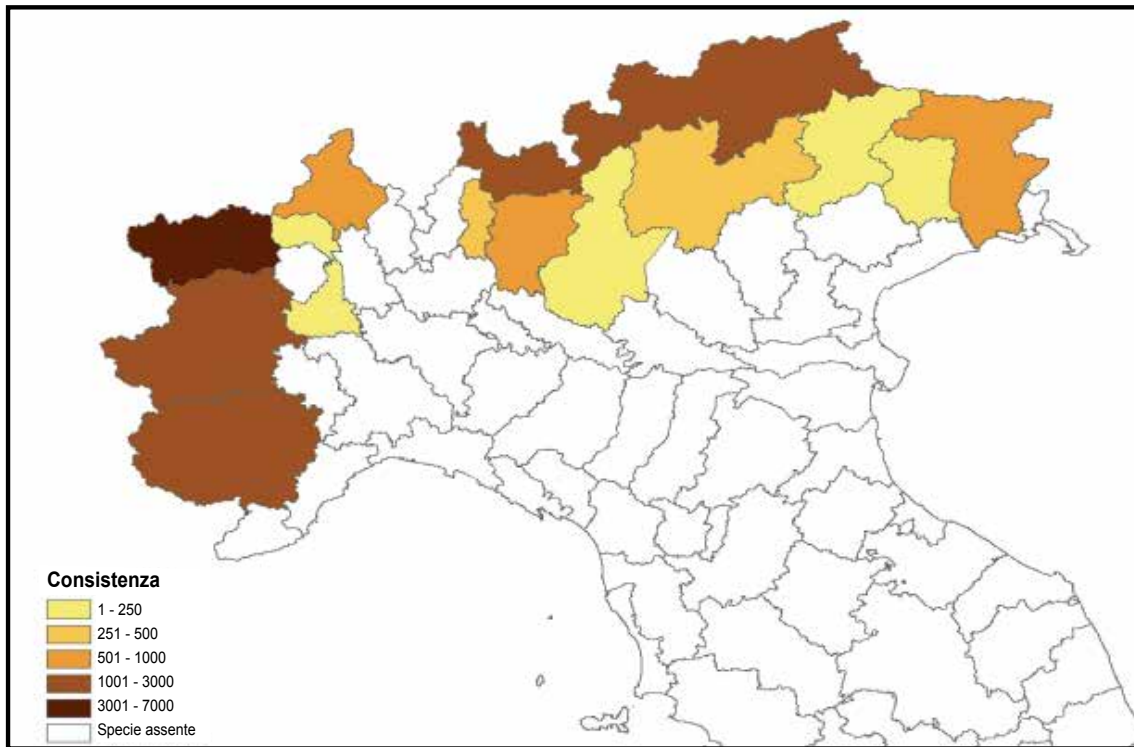 Consistenza
1 - 250
251 - 500
501 - 1000
1001 - 3000
3001 - 7000
Specie assente